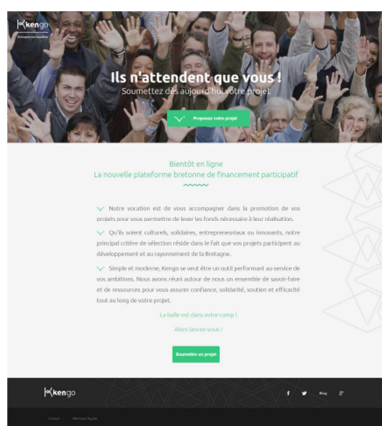 kengo
Ils n'attendent que vous !
Soumettez dès aujourd'hui votre projet
Proposez votre projet
Bientôt en ligne
La nouvelle plateforme bretonne de financement participatif
Notre vocation est de vous accompagner dans la promotion de vos
projets pour vous permettre de lever les fonds nécessaire à leur réalisation.
Qu'ils soient culturels, solidaires, entrepreneuriaux ou innovants, notre
principal critère de sélection réside dans le fait que vos projets participent au
développement et au rayonnement de la Bretagne.
Simple et moderne, Kengo se veut être un outil performant au service de
vos ambitions. Nous avons réuni autour de nous un ensemble de savoir-faire
et de ressources pour vous assurer confiance, solidarité, soutien et efficacité
tout au long de votre projet.
La balle est dans votre camp !
Alors lancez-vous !
Soumettre un projet
kengo
Blog
Contact Mentions légales